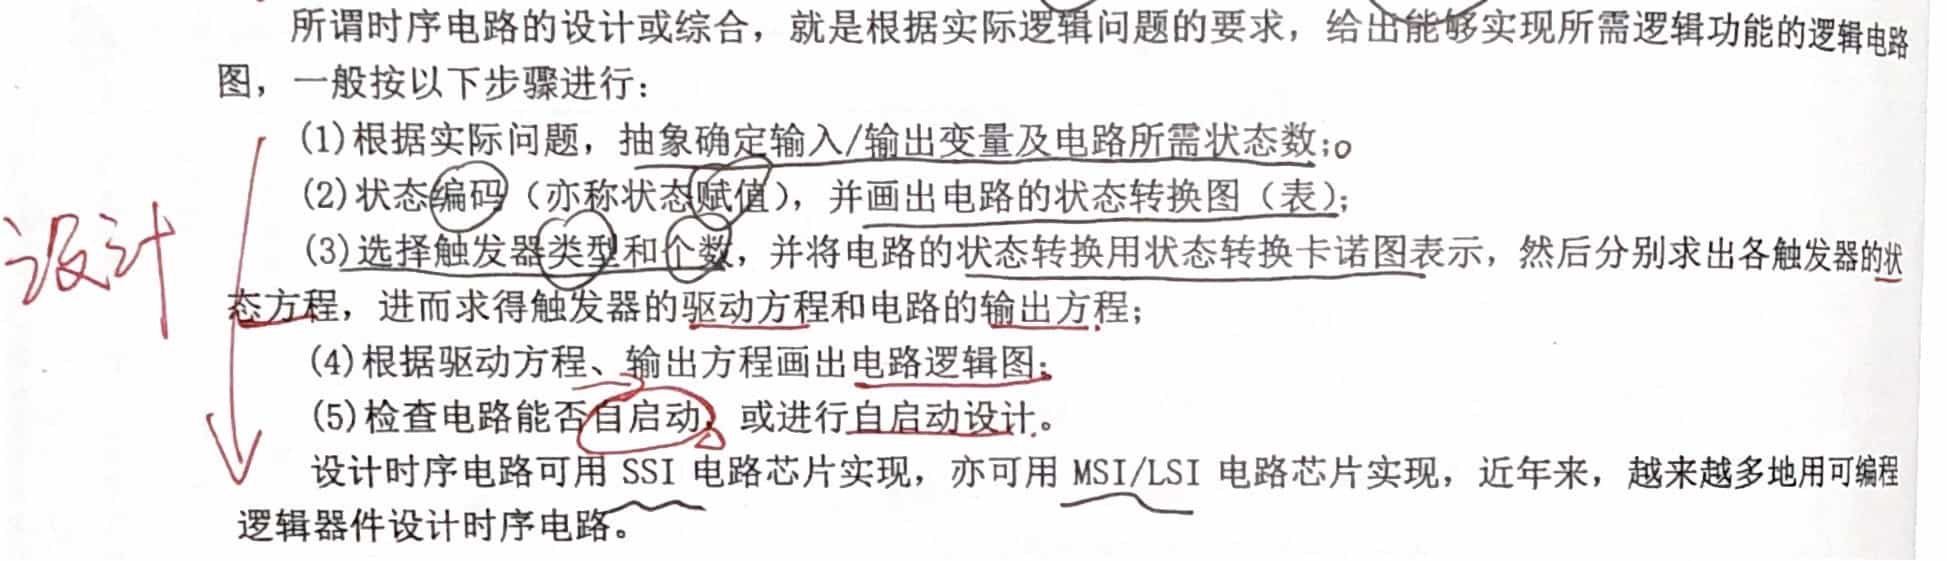 所谓时序电路的设计或综合，就是根据实际逻辑问题的要求，给出能够实现所需逻辑功能的逻辑电路
图，一般按以下步骤进行：
(1)根据实际问题，抽象确定输入/输出变量及电路所需状态数;。
(2)状态编码（亦称状态赋值），并画出电路的状态转换图（表）；
(3)选择触发器类型和个数，并将电路的状态转换用状态转换卡诺图表示，然后分别求出各触发器的状
设计
态方程，进而求得触发器的驱动方程和电路的输出方程；
(4)根据驱动方程、输出方程画出电路逻辑图；
(5)检查电路能否自启动，或进行自启动设计。
设计时序电路可用 SSI 电路芯片实现，亦可用 MSI/LSI 电路芯片实现，近年来，越来越多地用可编程
逻辑器件设计时序电路。